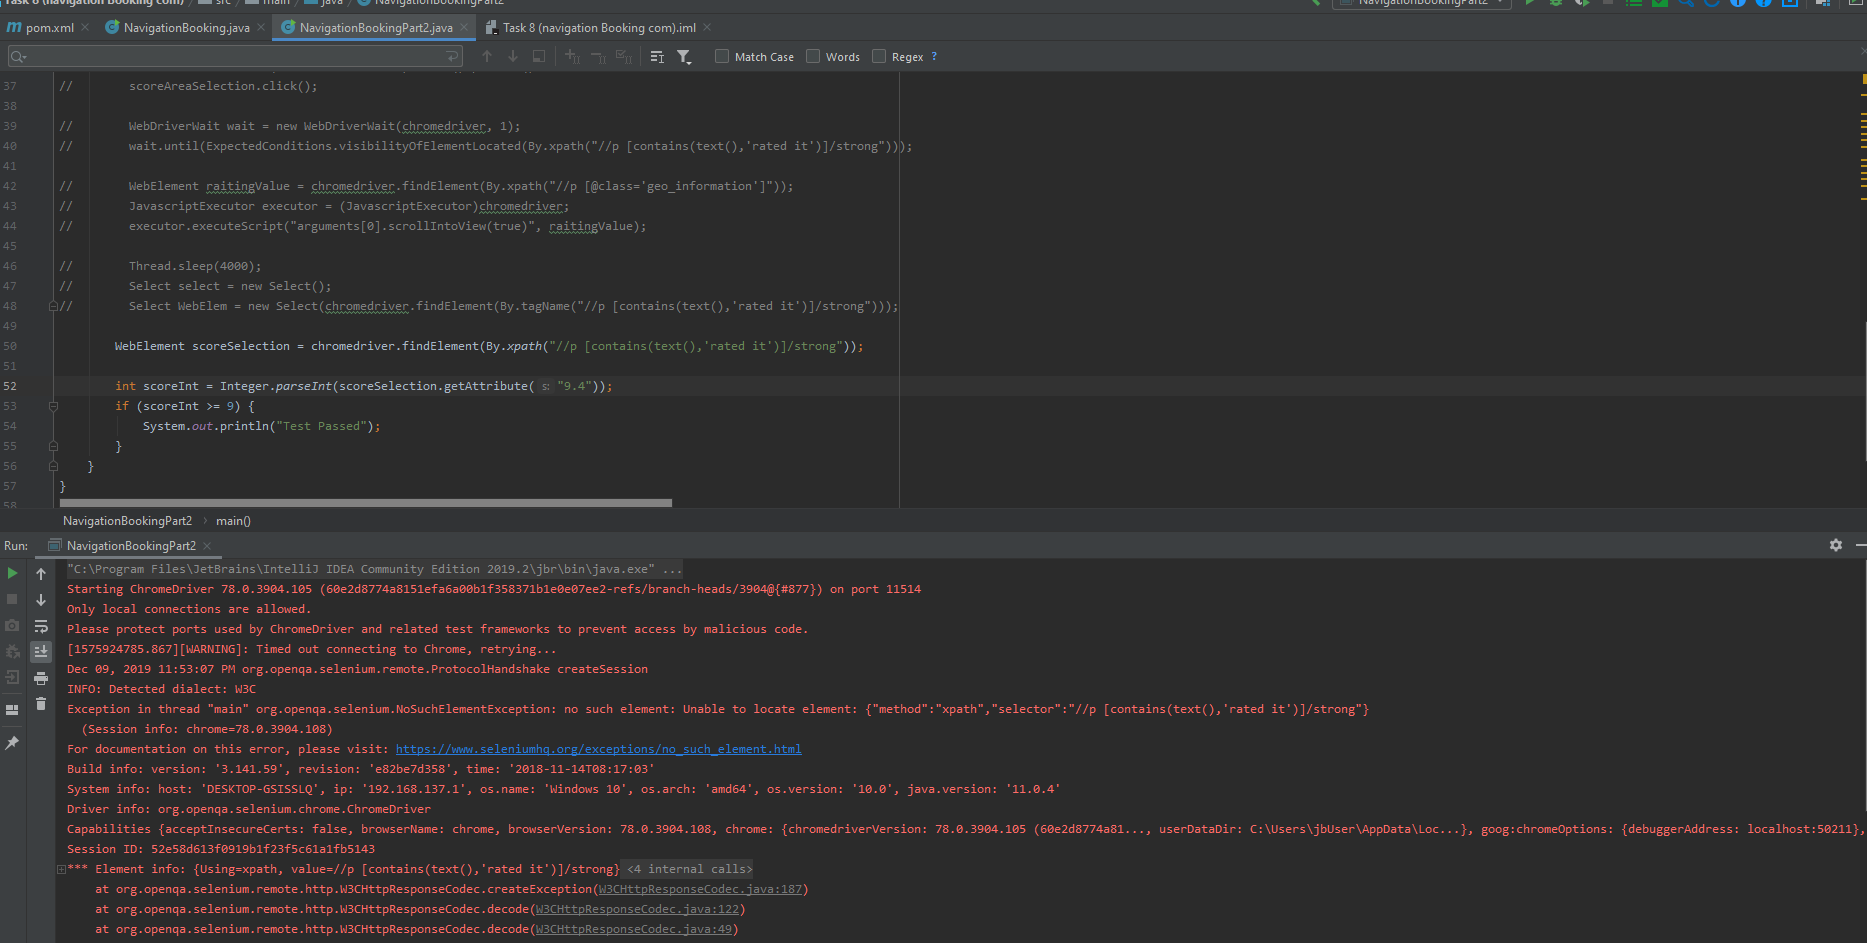 Task 8 (navigation Booking com) src main java NavigationBookingPart2
NavigationBookingPart2
pom.xml NavigationBooking.java NavigationBookingPart2.java Task 8 (navigation Booking com).iml
Match Case Words Regex ?
37 // scoreAreaSelection.click();
38
39 // WebDriverWait wait = new WebDriverWait(chromedriver, 1);
40 // wait.until(ExpectedConditions.visibilityOfElementLocated(By.xpath("//p [contains(text(),'rated it')]/strong")));
41
42 // WebElement raitingValue = chromedriver.findElement(By.xpath("//p [@class='geo_information']"));
43 // JavascriptExecutor executor = (JavascriptExecutor)chromedriver;
44 // executor.executeScript("arguments[0].scrollIntoView(true)", raitingValue);
45
46 // Thread.sleep(4000);
47 // Select select = new Select();
48 // Select WebElem = new Select(chromedriver.findElement(By.tagName("//p [contains(text(),'rated it')]/strong")));
49
50 WebElement scoreSelection = chromedriver.findElement(By.xpath("//p [contains(text(),'rated it')]/strong"));
51
52 int scoreInt = Integer.parseInt(scoreSelection.getAttribute( s: "9.4"));
53 if (scoreInt >= 9) {
54 System.out.println("Test Passed");
55 }
56 }
57 }
58
NavigationBookingPart2 › main()
Run: NavigationBookingPart2
"C:\Program Files\JetBrains\IntelliJ IDEA Community Edition 2019.2\jbr\bin\java.exe" ...
Starting ChromeDriver 78.0.3904.105 (60e2d8774a8151efa6a00b1f358371b1e0e07ee2-refs/branch-heads/3904@{#877}) on port 11514
Only local connections are allowed.
Please protect ports used by ChromeDriver and related test frameworks to prevent access by malicious code.
[1575924785.867][WARNING]: Timed out connecting to Chrome, retrying...
Dec 09, 2019 11:53:07 PM org.openqa.selenium.remote.ProtocolHandshake createSession
INFO: Detected dialect: W3C
Exception in thread "main" org.openqa.selenium.NoSuchElementException: no such element: Unable to locate element: {"method":"xpath","selector":"//p [contains(text(),'rated it')]/strong"}
(Session info: chrome=78.0.3904.108)
For documentation on this error, please visit: https://www.seleniumhq.org/exceptions/no_such_element.html
Build info: version: '3.141.59', revision: 'e82be7d358', time: '2018-11-14T08:17:03'
System info: host: 'DESKTOP-GSISSLQ', ip: '192.168.137.1', os.name: 'Windows 10', os.arch: 'amd64', os.version: '10.0', java.version: '11.0.4'
Driver info: org.openqa.selenium.chrome.ChromeDriver
Capabilities {acceptInsecureCerts: false, browserName: chrome, browserVersion: 78.0.3904.108, chrome: {chromedriverVersion: 78.0.3904.105 (60e2d8774a81..., userDataDir: C:\Users\jbUser\AppData\Loc...}, goog:chromeOptions: {debuggerAddress: localhost:50211},
Session ID: 52e58d613f0919b1f23f5c61a1fb5143
*** Element info: {Using=xpath, value=//p [contains(text(),'rated it')]/strong} <4 internal calls>
at org.openqa.selenium.remote.http.W3CHttpResponseCodec.createException(W3CHttpResponseCodec.java:187)
at org.openqa.selenium.remote.http.W3CHttpResponseCodec.decode(W3CHttpResponseCodec.java:122)
at org.openqa.selenium.remote.http.W3CHttpResponseCodec.decode(W3CHttpResponseCodec.java:49)